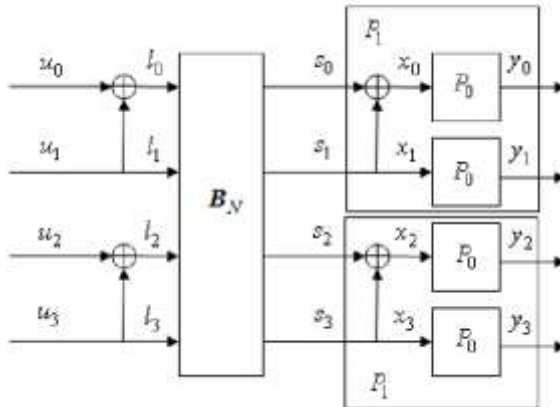 P₁
u₀ l₀ s₀ x₀ P₀ y₀
u₁ l₁ s₁ x₁ P₀ y₁
B_N
u₂ l₂ s₂ x₂ P₀ y₂
u₃ l₃ s₃ x₃ P₀ y₃
P₁